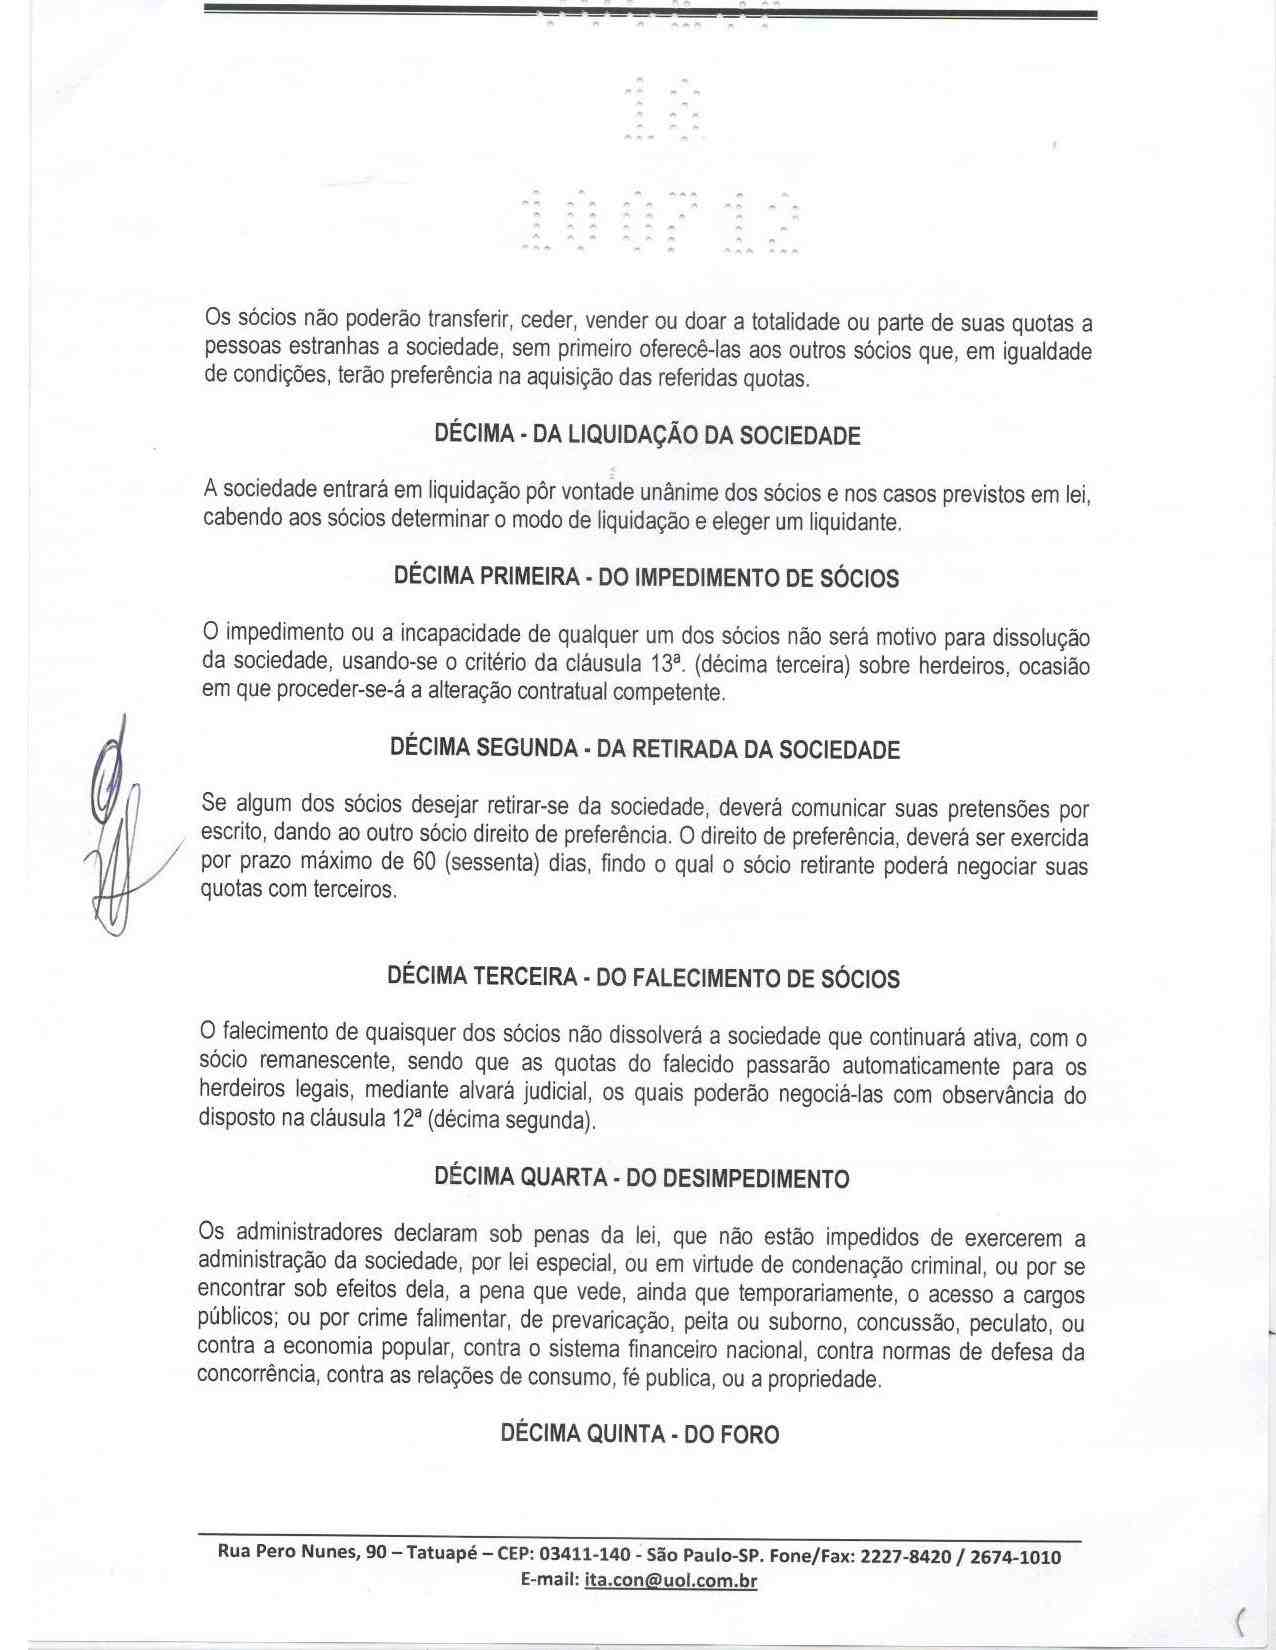 18
100712
Os sócios não poderão transferir, ceder, vender ou doar a totalidade ou parte de suas quotas a
pessoas estranhas a sociedade, sem primeiro oferecê-las aos outros sócios que, em igualdade
de condições, terão preferência na aquisição das referidas quotas.
DÉCIMA - DA LIQUIDAÇÃO DA SOCIEDADE
A sociedade entrará em liquidação pôr vontade unânime dos sócios e nos casos previstos em lei,
cabendo aos sócios determinar o modo de liquidação e eleger um liquidante.
DÉCIMA PRIMEIRA - DO IMPEDIMENTO DE SÓCIOS
O impedimento ou a incapacidade de qualquer um dos sócios não será motivo para dissolução
da sociedade, usando-se o critério da cláusula 13ª. (décima terceira) sobre herdeiros, ocasião
em que proceder-se-á a alteração contratual competente.
DÉCIMA SEGUNDA - DA RETIRADA DA SOCIEDADE
Se algum dos sócios desejar retirar-se da sociedade, deverá comunicar suas pretensões por
escrito, dando ao outro sócio direito de preferência. O direito de preferência, deverá ser exercida
por prazo máximo de 60 (sessenta) dias, findo o qual o sócio retirante poderá negociar suas
quotas com terceiros.
DÉCIMA TERCEIRA - DO FALECIMENTO DE SÓCIOS
O falecimento de quaisquer dos sócios não dissolverá a sociedade que continuará ativa, com o
sócio remanescente, sendo que as quotas do falecido passarão automaticamente para os
herdeiros legais, mediante alvará judicial, os quais poderão negociá-las com observância do
disposto na cláusula 12ª (décima segunda).
DÉCIMA QUARTA - DO DESIMPEDIMENTO
Os administradores declaram sob penas da lei, que não estão impedidos de exercerem a
administração da sociedade, por lei especial, ou em virtude de condenação criminal, ou por se
encontrar sob efeitos dela, a pena que vede, ainda que temporariamente, o acesso a cargos
públicos; ou por crime falimentar, de prevaricação, peita ou suborno, concussão, peculato, ou
contra a economia popular, contra o sistema financeiro nacional, contra normas de defesa da
concorrência, contra as relações de consumo, fé publica, ou a propriedade.
DÉCIMA QUINTA - DO FORO
Rua Pero Nunes, 90 – Tatuapé – CEP: 03411-140 - São Paulo-SP. Fone/Fax: 2227-8420 / 2674-1010
E-mail: ita.con@uol.com.br